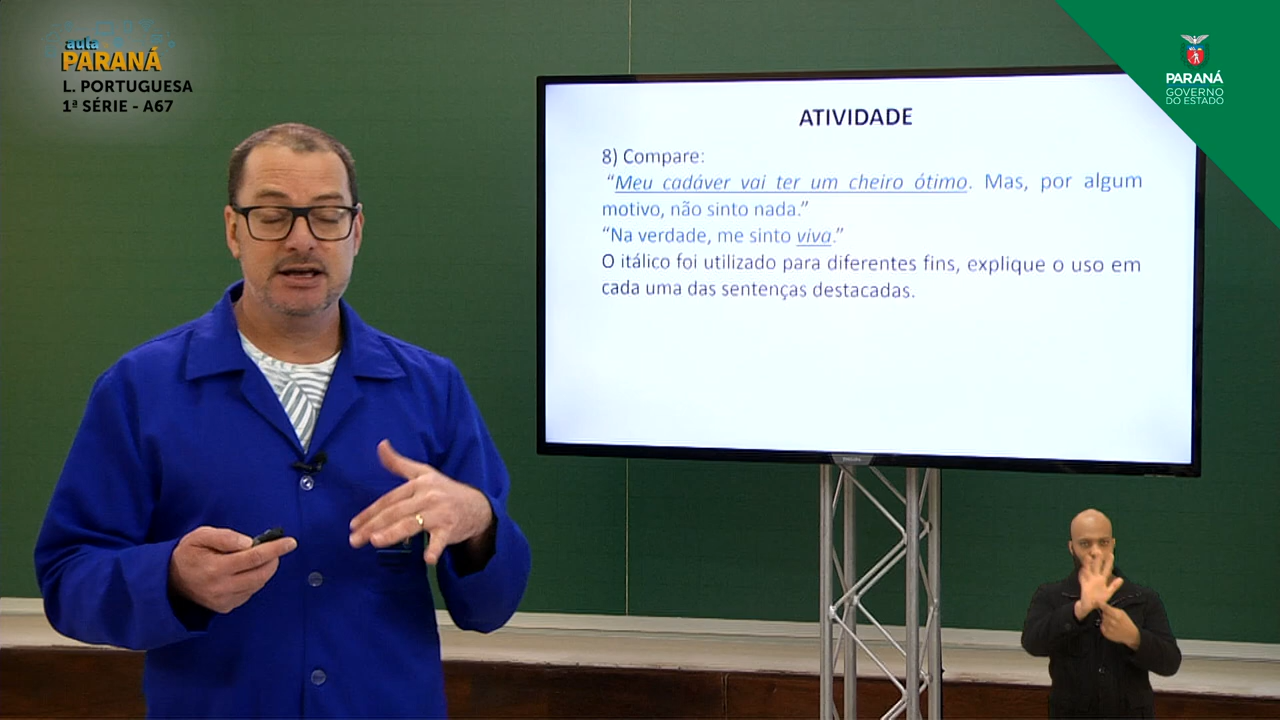 aula
PARANÁ
L. PORTUGUESA
1ª SÉRIE - A67
PARANÁ
GOVERNO
DO ESTADO
ATIVIDADE
8) Compare:
“Meu cadáver vai ter um cheiro ótimo. Mas, por algum
motivo, não sinto nada.”
“Na verdade, me sinto viva.”
O itálico foi utilizado para diferentes fins, explique o uso em
cada uma das sentenças destacadas.
PHILIPS